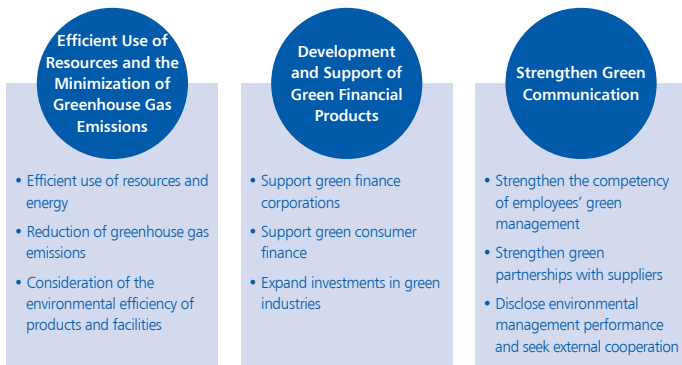 Efficient Use of
Resources and the
Minimization of
Greenhouse Gas
Emissions
• Efficient use of resources and
energy
• Reduction of greenhouse gas
emissions
• Consideration of the
environmental efficiency of
products and facilities
Development
and Support of
Green Financial
Products
• Support green finance
corporations
• Support green consumer
finance
• Expand investments in green
industries
Strengthen Green
Communication
• Strengthen the competency
of employees’ green
management
• Strengthen green
partnerships with suppliers
• Disclose environmental
management performance
and seek external cooperation